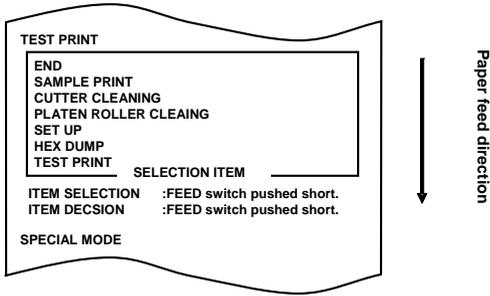 TEST PRINT
END
SAMPLE PRINT
CUTTER CLEANING
PLATEN ROLLER CLEAING
SET UP
HEX DUMP
TEST PRINT
SELECTION ITEM
ITEM SELECTION :FEED switch pushed short.
ITEM DECSION :FEED switch pushed short.
SPECIAL MODE
Paper feed direction